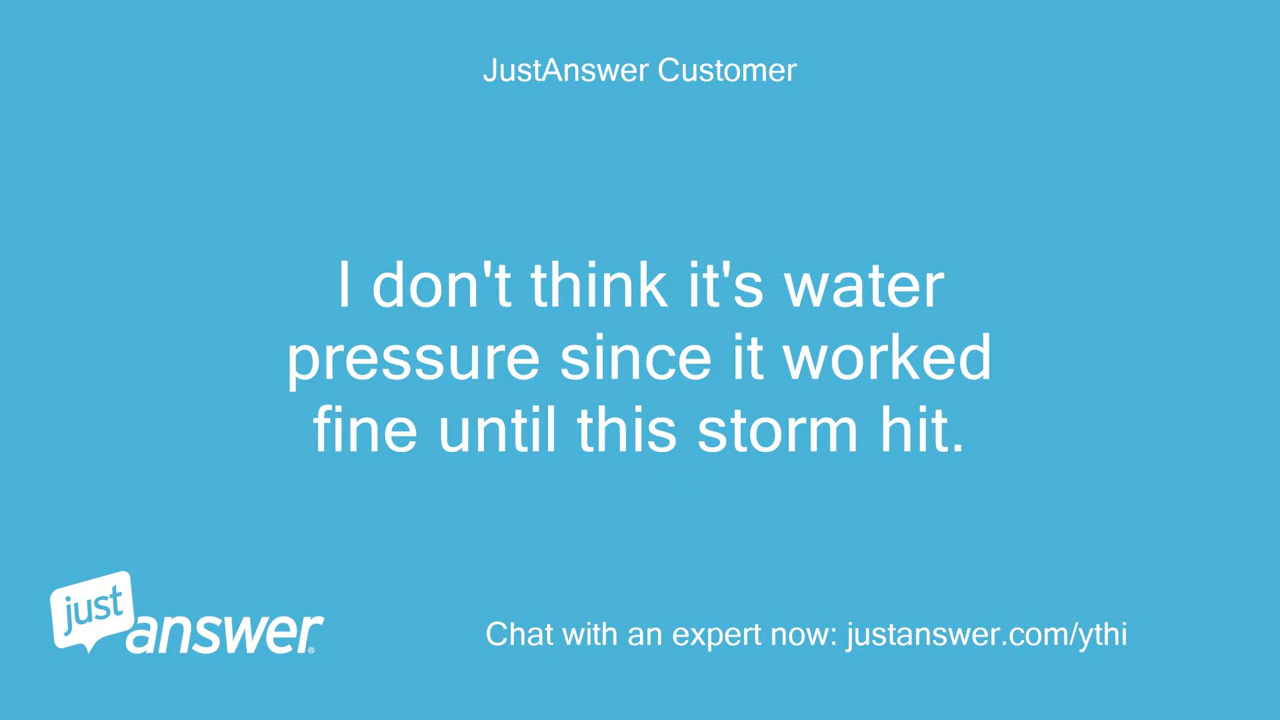 JustAnswer Customer
I don't think it's water
pressure since it worked
fine until this storm hit.
just
answer®
Chat with an expert now: justanswer.com/ythi